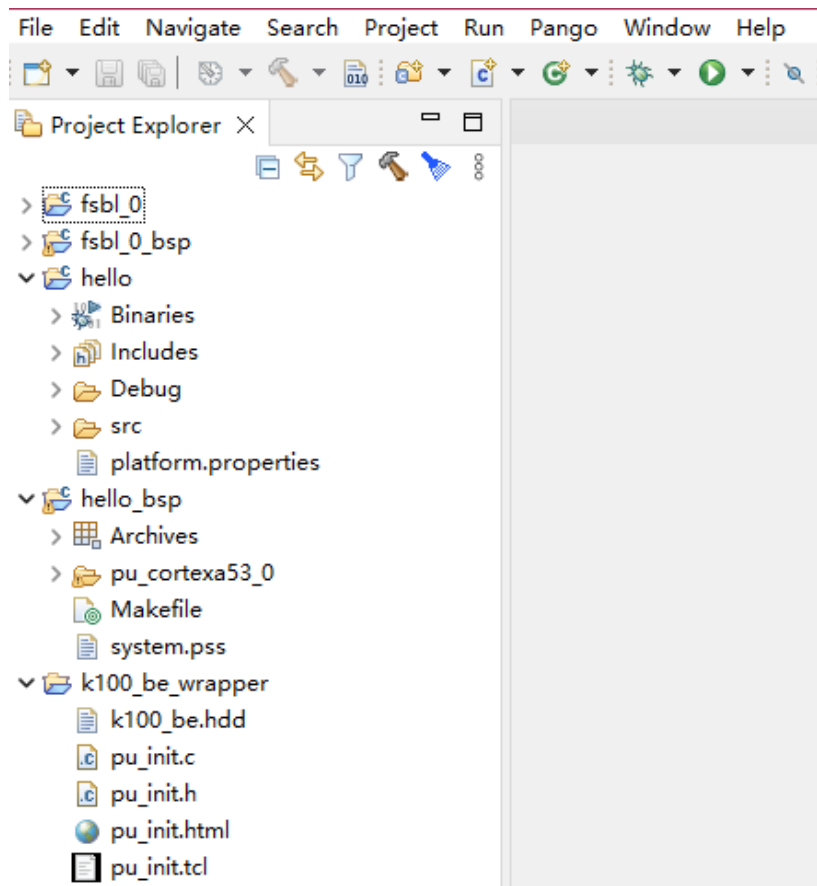 File Edit Navigate Search Project Run Pango Window Help
Project Explorer
fsbl_0
fsbl_0_bsp
hello
Binaries
Includes
Debug
src
platform.properties
hello_bsp
Archives
pu_cortexa53_0
Makefile
system.pss
k100_be_wrapper
k100_be.hdd
pu_init.c
pu_init.h
pu_init.html
pu_init.tcl